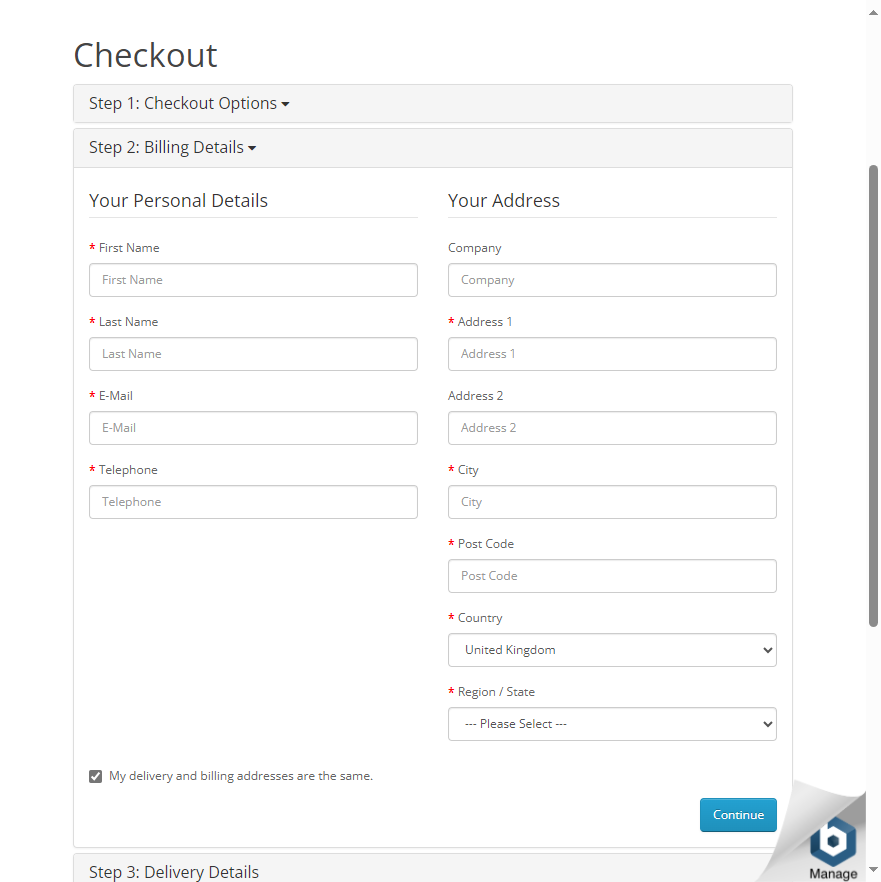 Checkout
Step 1: Checkout Options
Step 2: Billing Details
Your Personal Details
* First Name
First Name
* Last Name
Last Name
* E-Mail
E-Mail
* Telephone
Telephone
Your Address
Company
Company
* Address 1
Address 1
Address 2
Address 2
* City
City
* Post Code
Post Code
* Country
United Kingdom
* Region / State
--- Please Select ---
My delivery and billing addresses are the same.
Continue
Step 3: Delivery Details
b
Manage